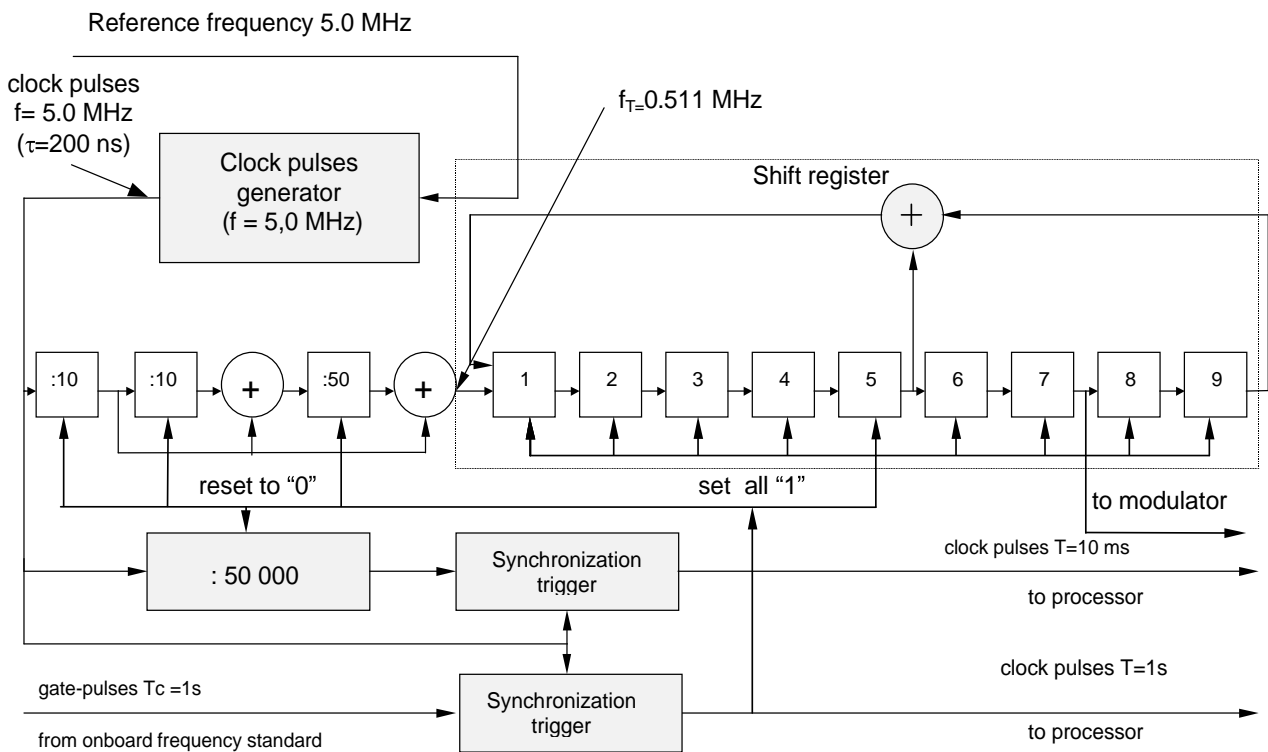 Reference frequency 5.0 MHz
clock pulses
f= 5.0 MHz
(τ=200 ns)
f_T=0.511 MHz
Clock pulses
generator
(f = 5,0 MHz)
Shift register
+
:10
:10
+
:50
+
1
2
3
4
5
6
7
8
9
reset to “0”
set all “1”
to modulator
: 50 000
Synchronization
trigger
clock pulses T=10 ms
to processor
gate-pulses Tc =1s
from onboard frequency standard
Synchronization
trigger
clock pulses T=1s
to processor